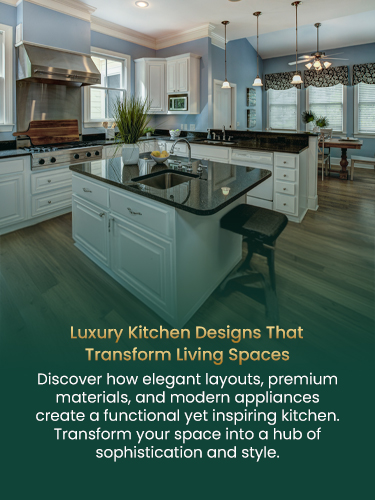 Luxury Kitchen Designs That
Transform Living Spaces
Discover how elegant layouts, premium
materials, and modern appliances
create a functional yet inspiring kitchen.
Transform your space into a hub of
sophistication and style.